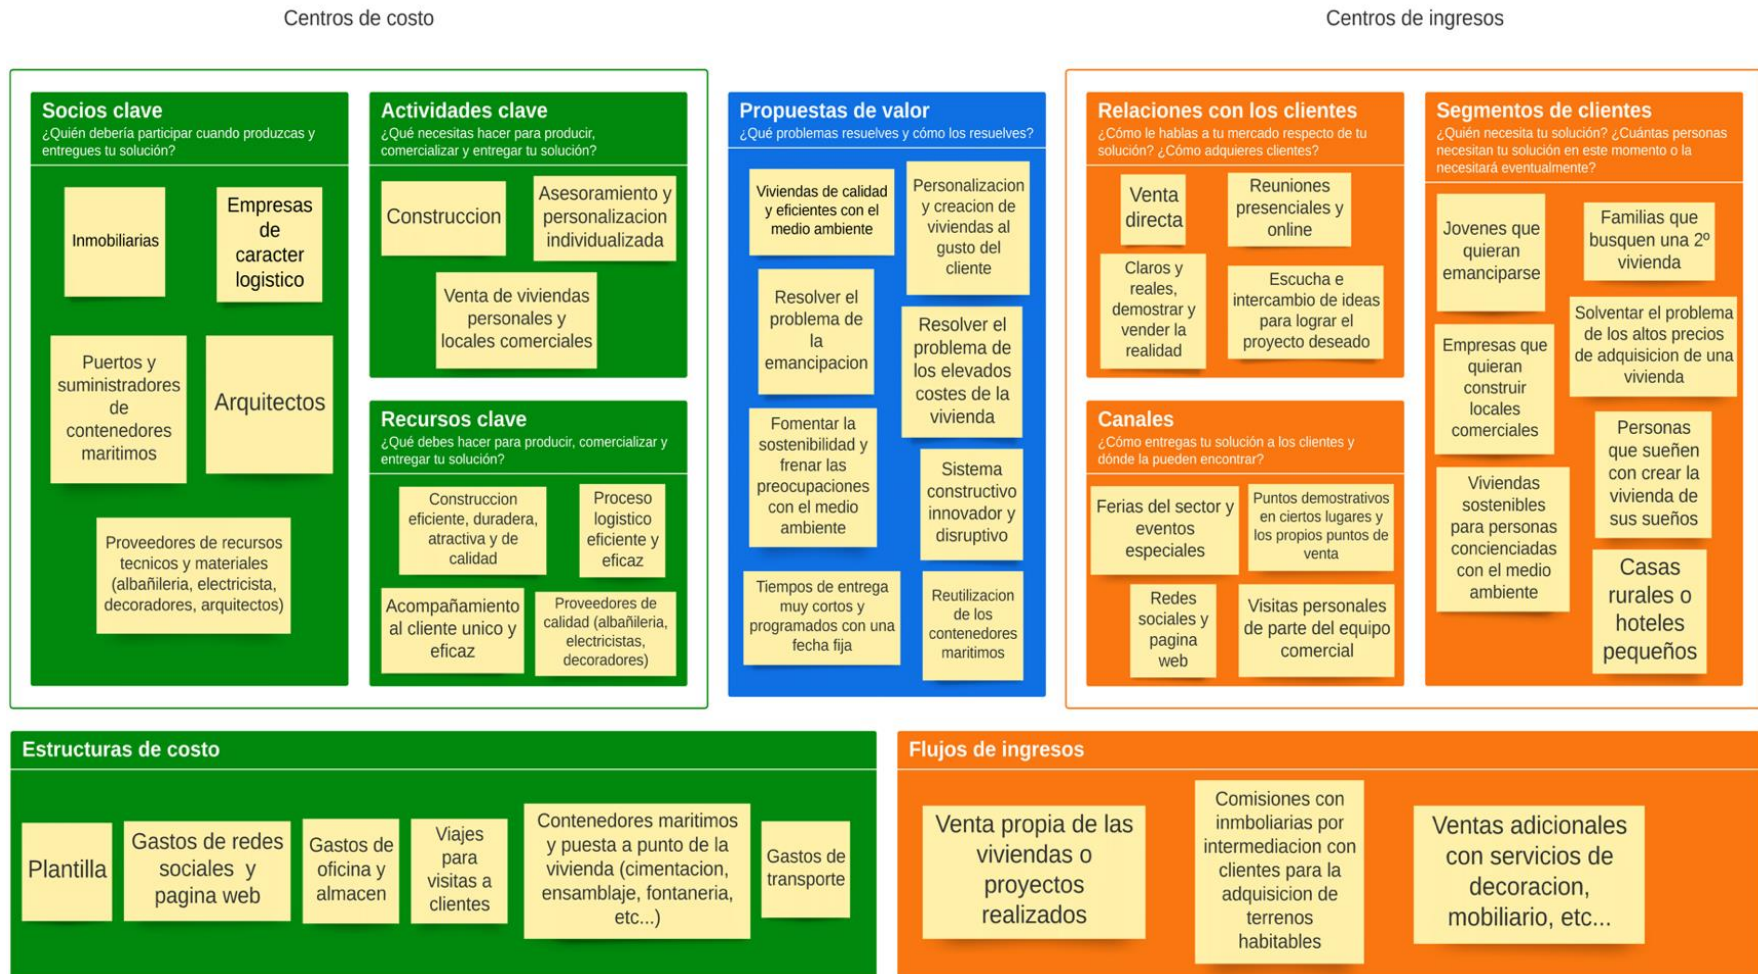 Centros de costo
Centros de ingresos
Socios clave
¿Quién debería participar cuando produzcas y
entregues tu solución?
Inmobiliarias
Empresas
de
caracter
logistico
Puertos y
suministradores
de
contenedores
maritimos
Arquitectos
Proveedores de recursos
tecnicos y materiales
(albañileria, electricista,
decoradores, arquitectos)
Actividades clave
¿Qué necesitas hacer para producir,
comercializar y entregar tu solución?
Construccion
Asesoramiento y
personalizacion
individualizada
Venta de viviendas
personales y
locales comerciales
Recursos clave
¿Qué debes hacer para producir, comercializar y
entregar tu solución?
Construccion
eficiente, duradera,
atractiva y de
calidad
Proceso
logistico
eficiente y
eficaz
Acompañamiento
al cliente unico y
eficaz
Proveedores de
calidad (albañileria,
electricistas,
decoradores)
Propuestas de valor
¿Qué problemas resuelves y cómo los resuelves?
Viviendas de calidad
y eficientes con el
medio ambiente
Personalizacion
y creacion de
viviendas al
gusto del
cliente
Resolver el
problema de
la
emancipacion
Resolver el
problema de
los elevados
costes de la
vivienda
Fomentar la
sostenibilidad y
frenar las
preocupaciones
con el medio
ambiente
Sistema
constructivo
innovador y
disruptivo
Tiempos de entrega
muy cortos y
programados con una
fecha fija
Reutilizacion
de los
contenedores
maritimos
Relaciones con los clientes
¿Cómo le hablas a tu mercado respecto de tu
solución? ¿Cómo adquieres clientes?
Venta
directa
Reuniones
presenciales y
online
Claros y
reales,
demostrar y
vender la
realidad
Escucha e
intercambio de ideas
para lograr el
proyecto deseado
Canales
¿Cómo entregas tu solución a los clientes y
dónde la pueden encontrar?
Ferias del sector y
eventos
especiales
Puntos demostrativos
en ciertos lugares y
los propios puntos de
venta
Redes
sociales y
pagina
web
Visitas personales
de parte del equipo
comercial
Segmentos de clientes
¿Quién necesita tu solución? ¿Cuántas personas
necesitan tu solución en este momento o la
necesitará eventualmente?
Jovenes que
quieran
emanciparse
Familias que
busquen una 2º
vivienda
Solventar el problema
de los altos precios
de adquisicion de una
vivienda
Empresas que
quieran
construir
locales
comerciales
Personas
que sueñen
con crear la
vivienda de
sus sueños
Viviendas
sostenibles
para personas
concienciadas
con el medio
ambiente
Casas
rurales o
hoteles
pequeños
Estructuras de costo
Plantilla
Gastos de redes
sociales y
pagina web
Gastos de
oficina y
almacen
Viajes
para
visitas a
clientes
Contenedores maritimos
y puesta a punto de la
vivienda (cimentacion,
ensamblaje, fontaneria,
etc...)
Gastos de
transporte
Flujos de ingresos
Venta propia de las
viviendas o
proyectos
realizados
Comisiones con
inmboliarias por
intermediacion con
clientes para la
adquisicion de
terrenos
habitables
Ventas adicionales
con servicios de
decoracion,
mobiliario, etc...